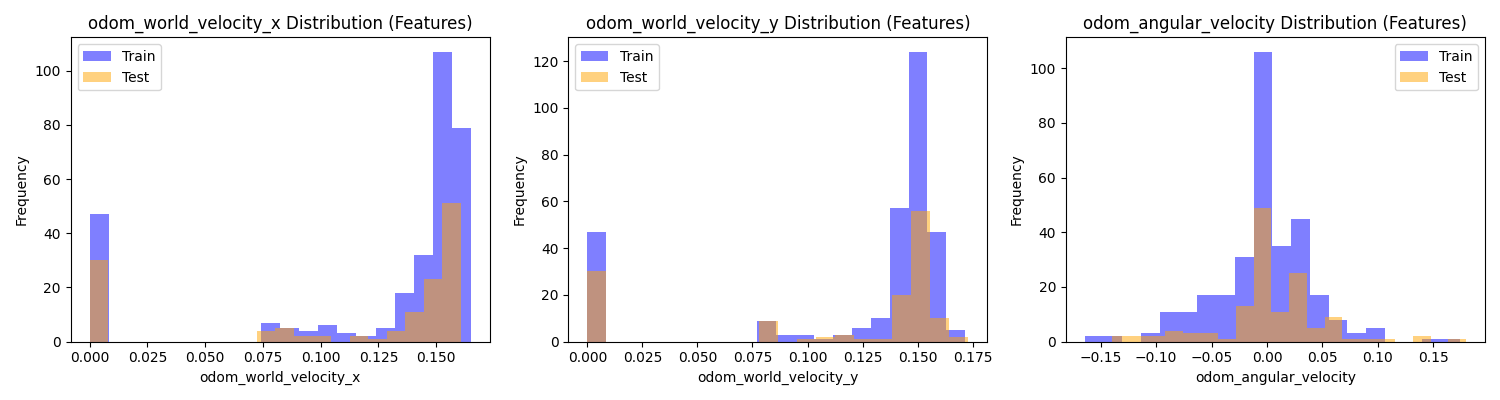 odom_world_velocity_x Distribution (Features)
Train
Test
Frequency
100
80
60
40
20
0
0.000 0.025 0.050 0.075 0.100 0.125 0.150
odom_world_velocity_x
odom_world_velocity_y Distribution (Features)
Train
Test
Frequency
120
100
80
60
40
20
0
0.000 0.025 0.050 0.075 0.100 0.125 0.150 0.175
odom_world_velocity_y
odom_angular_velocity Distribution (Features)
Train
Test
Frequency
100
80
60
40
20
0
−0.15 −0.10 −0.05 0.00 0.05 0.10 0.15
odom_angular_velocity